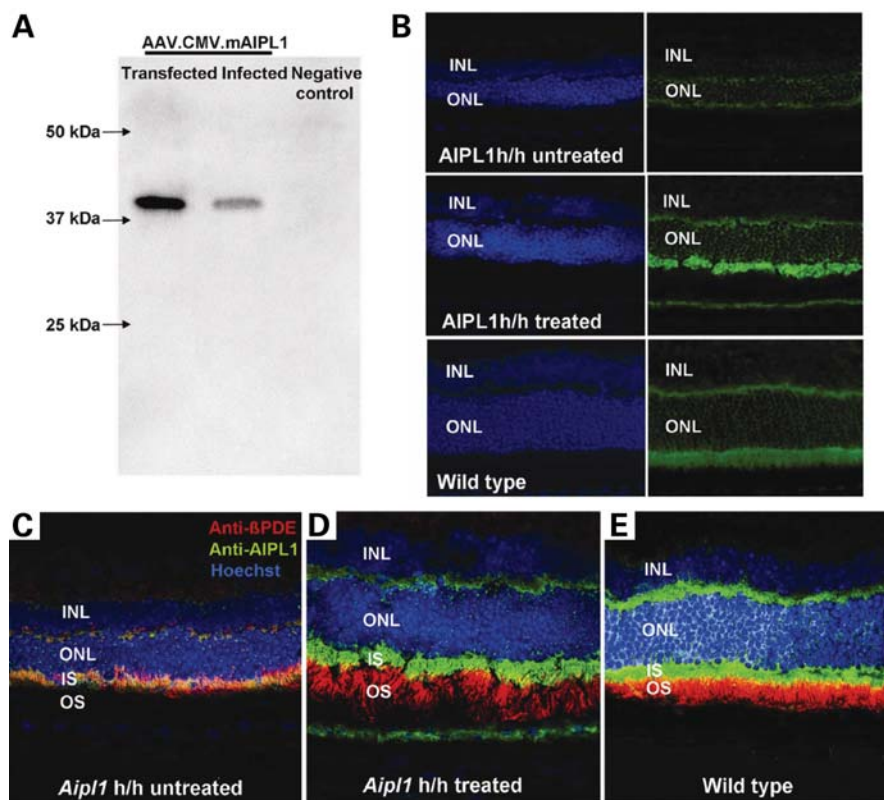 A
AAV.CMV.mAIPL1
Transfected Infected Negative
control
50 kDa
37 kDa
25 kDa
B
INL
ONL
AIPL1h/h untreated
INL
ONL
INL
ONL
AIPL1h/h treated
INL
ONL
INL
ONL
Wild type
INL
ONL
C
Anti-ßPDE
Anti-AIPL1
Hoechst
INL
ONL
IS
OS
Aipl1 h/h untreated
D
INL
ONL
IS
OS
Aipl1 h/h treated
E
INL
ONL
IS
OS
Wild type